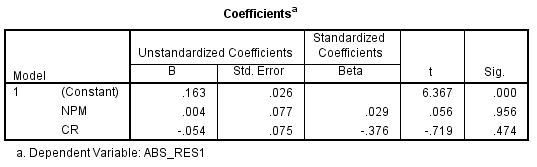 Coefficientsa
Unstandardized Coefficients Standardized Coefficients
Model B Std. Error Beta t Sig.
1 (Constant) .163 .026 6.367 .000
NPM .004 .077 .029 .056 .956
CR -.054 .075 -.376 -.719 .474
a. Dependent Variable: ABS_RES1